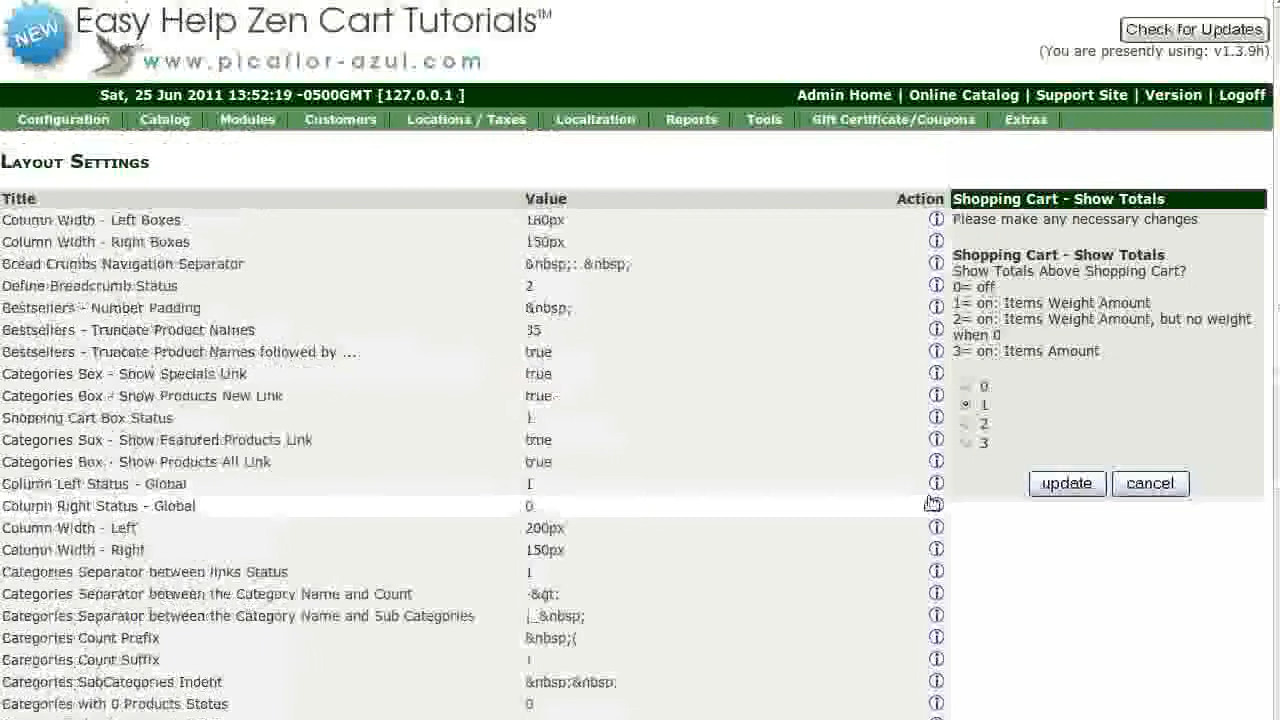 NEW
Easy Help Zen Cart Tutorials™
www.picaflor-azul.com
Check for Updates
(You are presently using: v1.3.9h)
Sat, 25 Jun 2011 13:52:19 -0500GMT [127.0.0.1 ]
Admin Home | Online Catalog | Support Site | Version | Logoff
Configuration Catalog Modules Customers Locations / Taxes Localization Reports Tools Gift Certificate/Coupons Extras
Layout Settings
Title Value Action
Column Width - Left Boxes 180px
Column Width - Right Boxes 150px
Bread Crumbs Navigation Separator &nbsp;::&nbsp;
Define Breadcrumb Status 2
Bestsellers - Number Padding &nbsp;
Bestsellers - Truncate Product Names 35
Bestsellers - Truncate Product Names followed by ... true
Categories Box - Show Specials Link true
Categories Box - Show Products New Link true
Shopping Cart Box Status 1
Categories Box - Show Featured Products Link true
Categories Box - Show Products All Link true
Column Left Status - Global 1
Column Right Status - Global 0
Column Width - Left 200px
Column Width - Right 150px
Categories Separator between links Status 1
Categories Separator between the Category Name and Count -&gt;
Categories Separator between the Category Name and Sub Categories |_&nbsp;
Categories Count Prefix &nbsp;(
Categories Count Suffix )
Categories SubCategories Indent &nbsp;&nbsp;
Categories with 0 Products Status 0
Shopping Cart - Show Totals
Please make any necessary changes
Shopping Cart - Show Totals
Show Totals Above Shopping Cart?
0= off
1= on: Items Weight Amount
2= on: Items Weight Amount, but no weight
when 0
3= on: Items Amount
0
1
2
3
update cancel